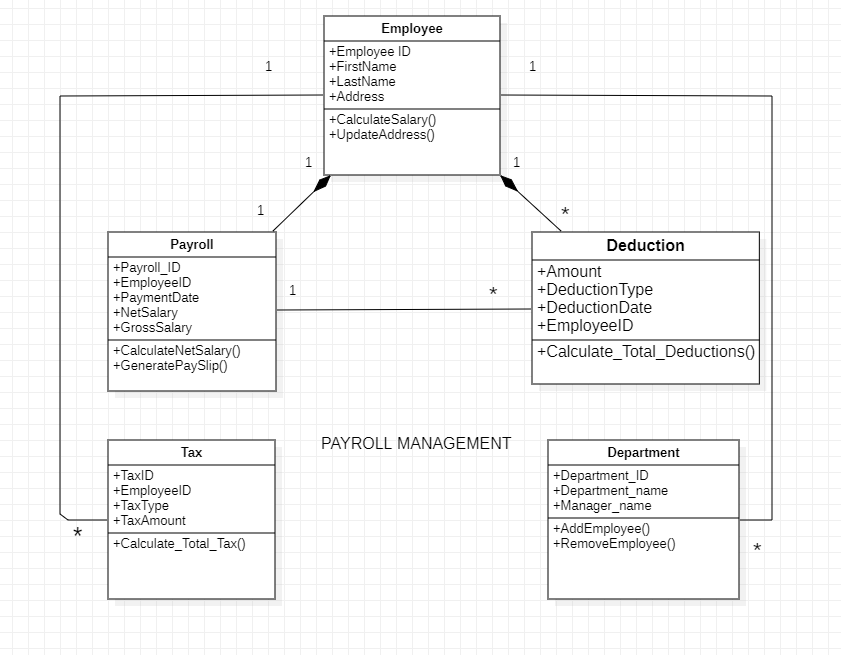 Employee
+Employee ID
+FirstName
+LastName
+Address
+CalculateSalary()
+UpdateAddress()
1
1
1
1
1
*
Payroll
+Payroll_ID
+EmployeeID
+PaymentDate
+NetSalary
+GrossSalary
+CalculateNetSalary()
+GeneratePaySlip()
1
*
Deduction
+Amount
+DeductionType
+DeductionDate
+EmployeeID
+Calculate_Total_Deductions()
PAYROLL MANAGEMENT
Tax
+TaxID
+EmployeeID
+TaxType
+TaxAmount
+Calculate_Total_Tax()
*
Department
+Department_ID
+Department_name
+Manager_name
+AddEmployee()
+RemoveEmployee()
*